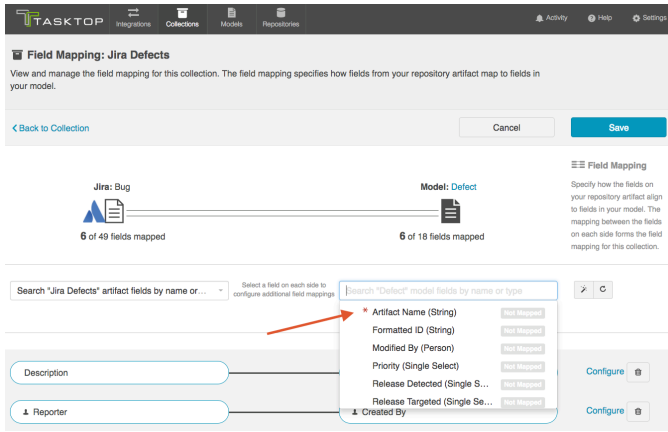 TASKTOP
Integrations
Collections
Models
Repositories
Activity
Help
Settings
Field Mapping: Jira Defects
View and manage the field mapping for this collection. The field mapping specifies how fields from your repository artifact map to fields in
your model.
Back to Collection
Cancel
Save
Field Mapping
Specify how the fields on
your repository artifact align
to fields in your model. The
mapping between the fields
on each side forms the field
mapping for this collection.
Jira: Bug
Model: Defect
6 of 49 fields mapped
6 of 18 fields mapped
Search "Jira Defects" artifact fields by name or…
Select a field on each side to
configure additional field mappings
Search "Defect" model fields by name or type
* Artifact Name (String) Not Mapped
Formatted ID (String) Not Mapped
Modified By (Person) Not Mapped
Priority (Single Select) Not Mapped
Release Detected (Single S… Not Mapped
Release Targeted (Single Se… Not Mapped
Description
Configure
Reporter
Created By
Configure